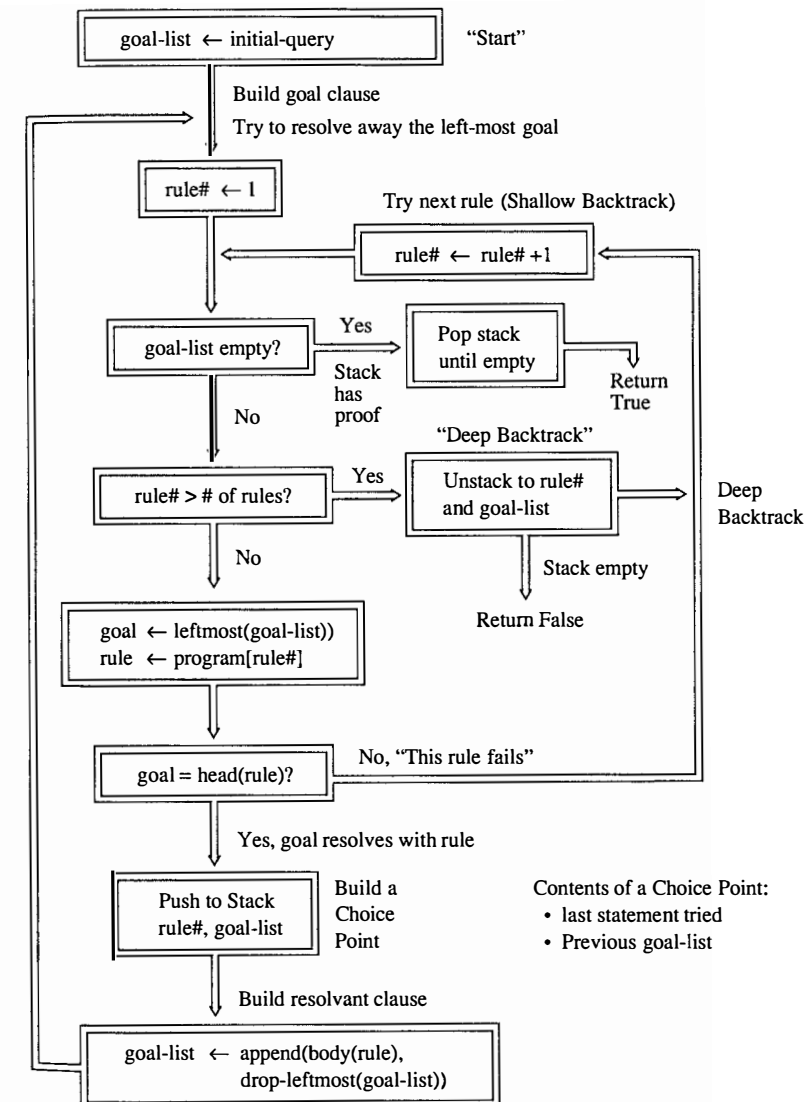 goal-list ← initial-query
“Start”
Build goal clause
Try to resolve away the left-most goal
rule# ← 1
Try next rule (Shallow Backtrack)
rule# ← rule# +1
goal-list empty?
Yes
Stack
has
proof
Pop stack
until empty
Return
True
No
“Deep Backtrack”
rule# > # of rules?
Yes
Unstack to rule#
and goal-list
Deep
Backtrack
No
Stack empty
Return False
goal ← leftmost(goal-list))
rule ← program[rule#]
goal = head(rule)?
No, “This rule fails”
Yes, goal resolves with rule
Push to Stack
rule#, goal-list
Build a
Choice
Point
Contents of a Choice Point:
• last statement tried
• Previous goal-list
Build resolvant clause
goal-list ← append(body(rule),
drop-leftmost(goal-list))